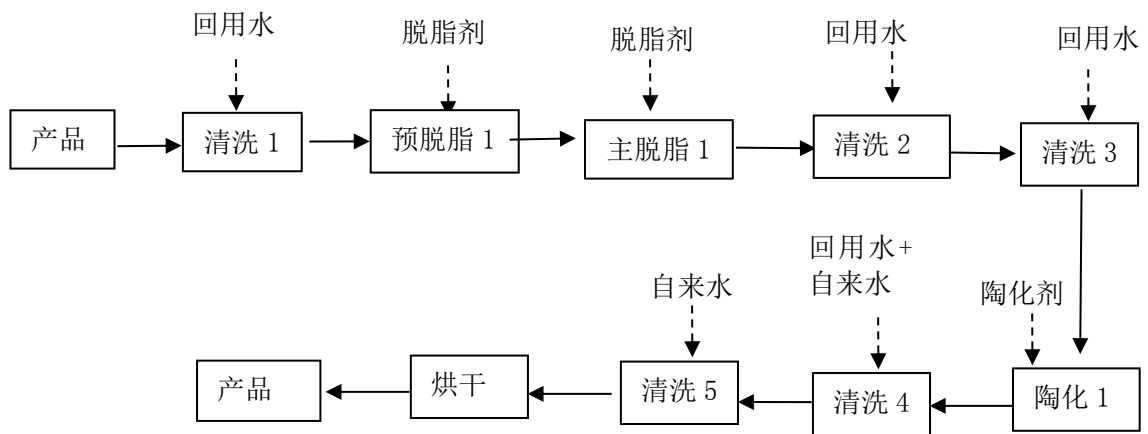 回用水
脱脂剂
脱脂剂
回用水
回用水
产品
清洗 1
预脱脂 1
主脱脂 1
清洗 2
清洗 3
回用水+
自来水
自来水
陶化剂
产品
烘干
清洗 5
清洗 4
陶化 1